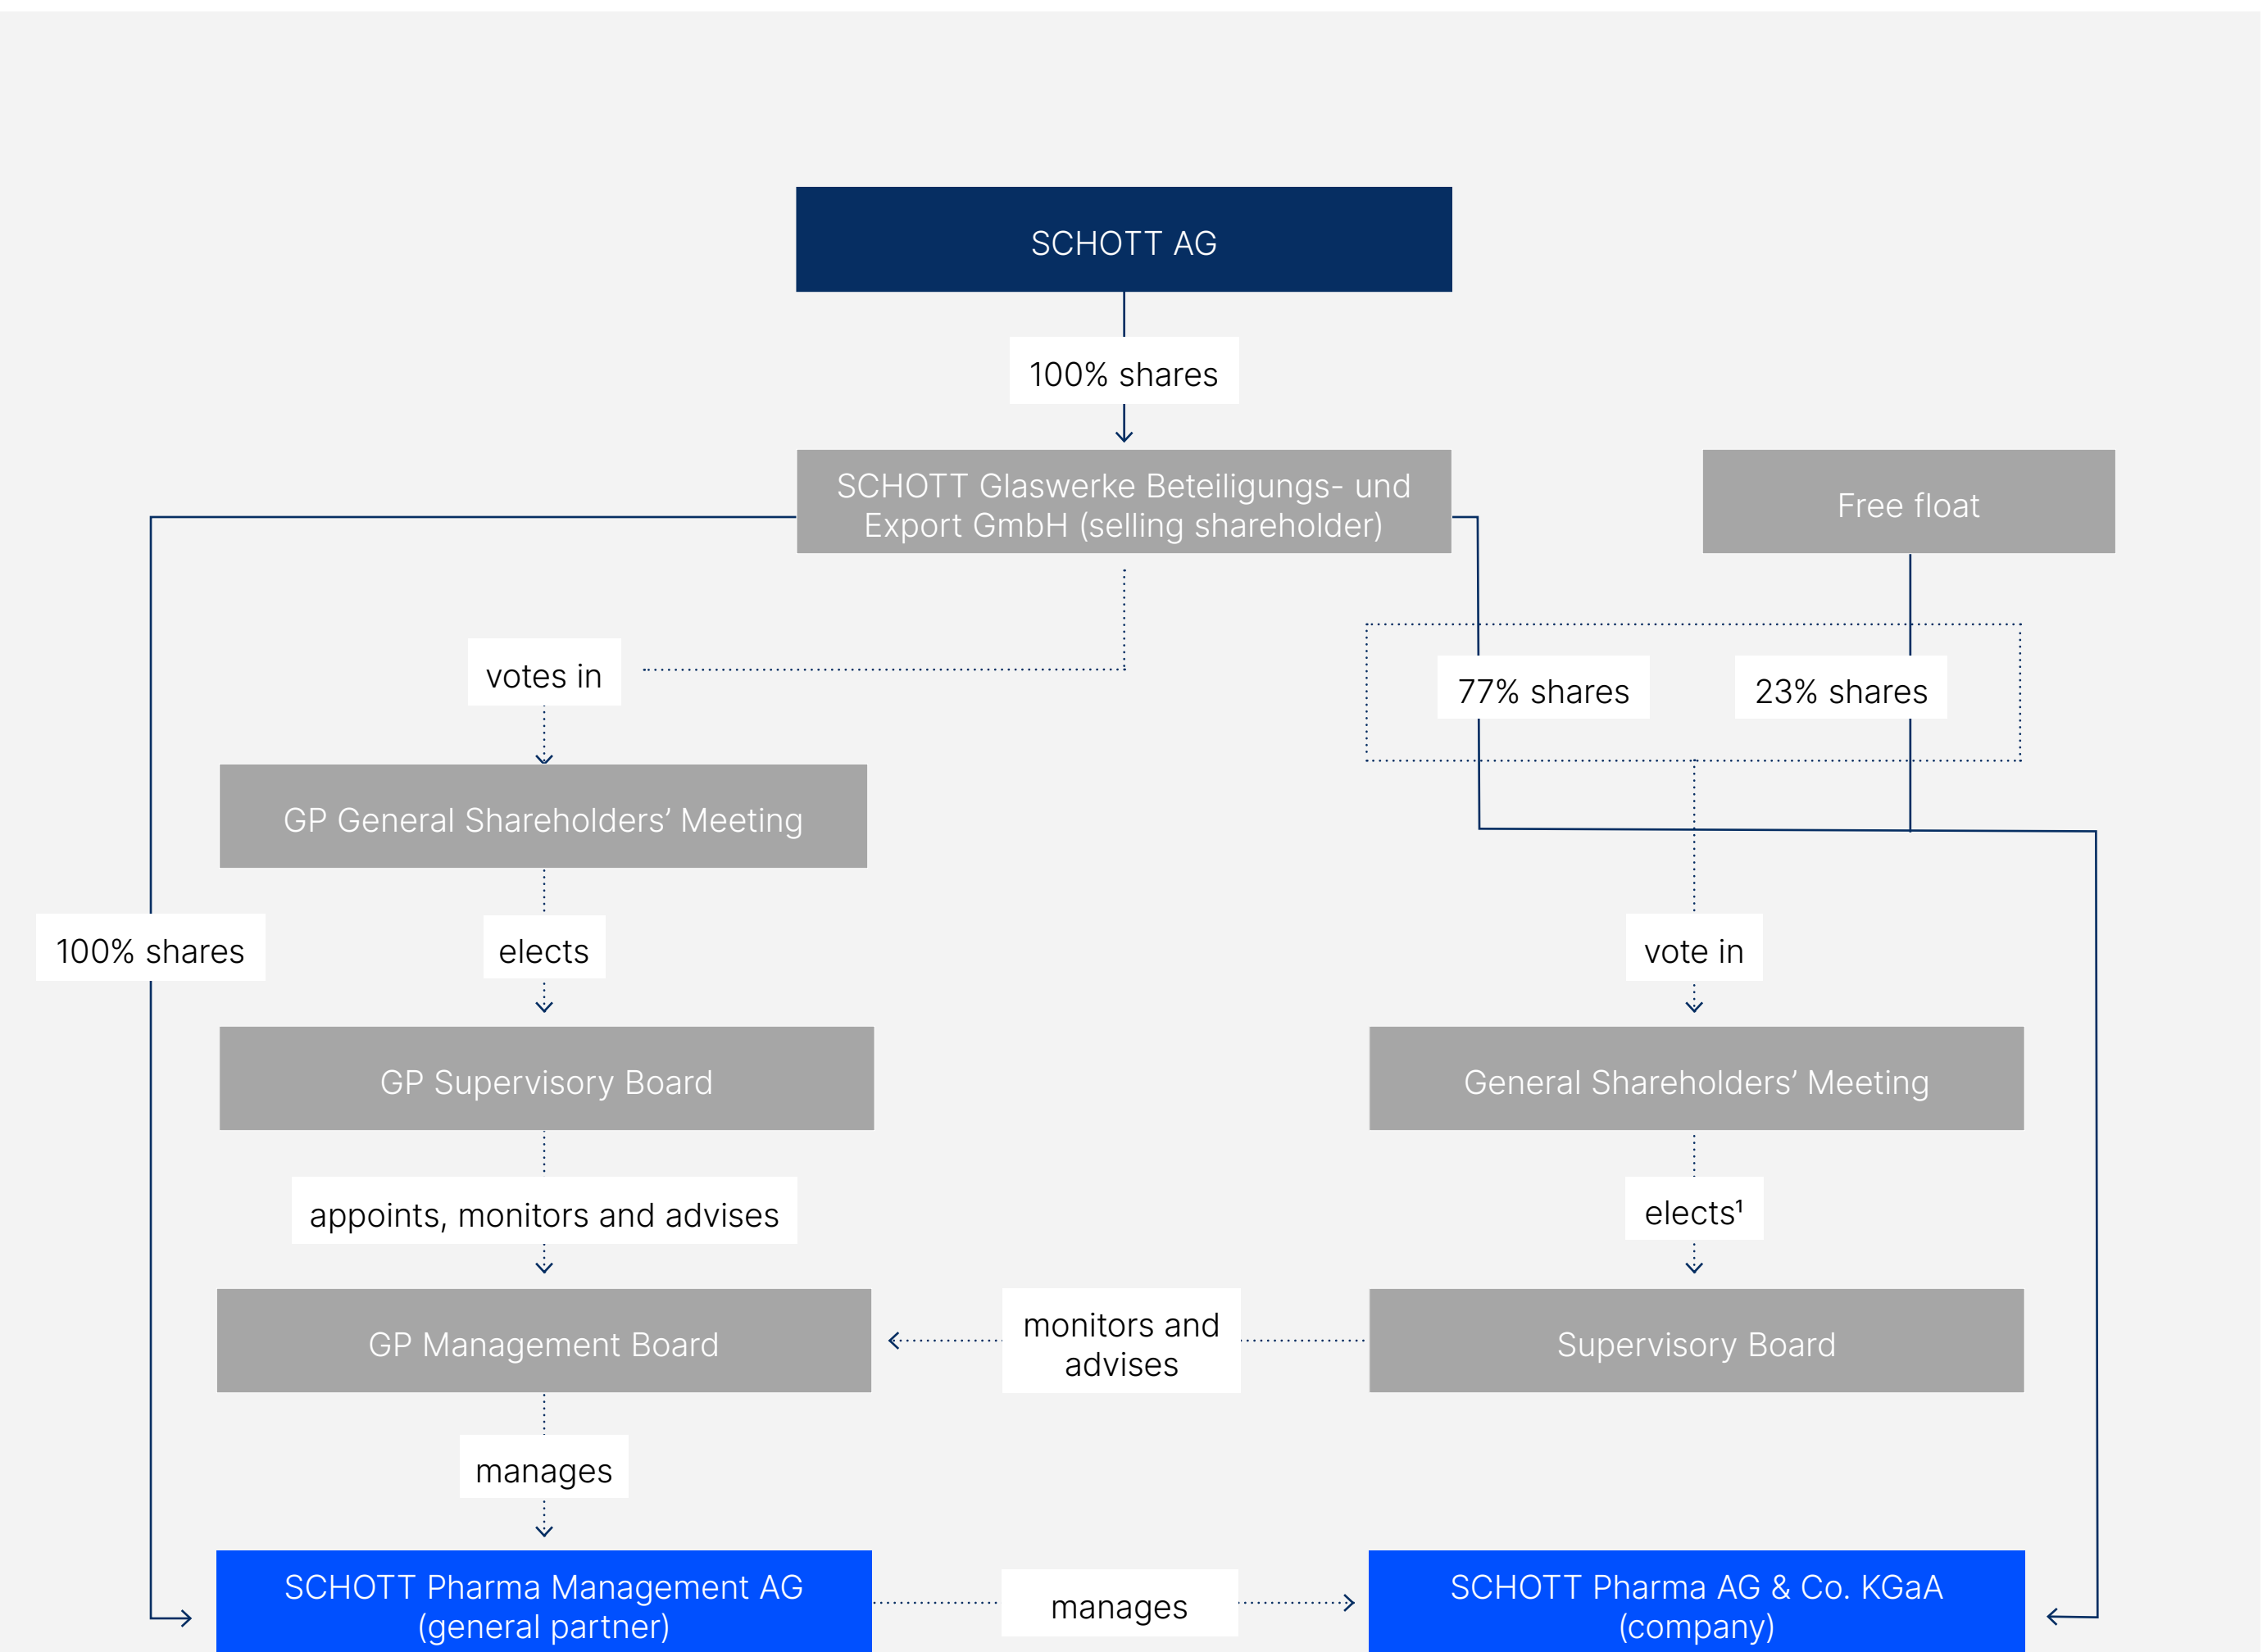 SCHOTT AG
100% shares
SCHOTT Glaswerke Beteiligungs- und
Export GmbH (selling shareholder)
Free float
votes in
77% shares
23% shares
GP General Shareholders’ Meeting
100% shares
elects
vote in
GP Supervisory Board
General Shareholders’ Meeting
appoints, monitors and advises
elects¹
GP Management Board
monitors and
advises
Supervisory Board
manages
SCHOTT Pharma Management AG
(general partner)
manages
SCHOTT Pharma AG & Co. KGaA
(company)